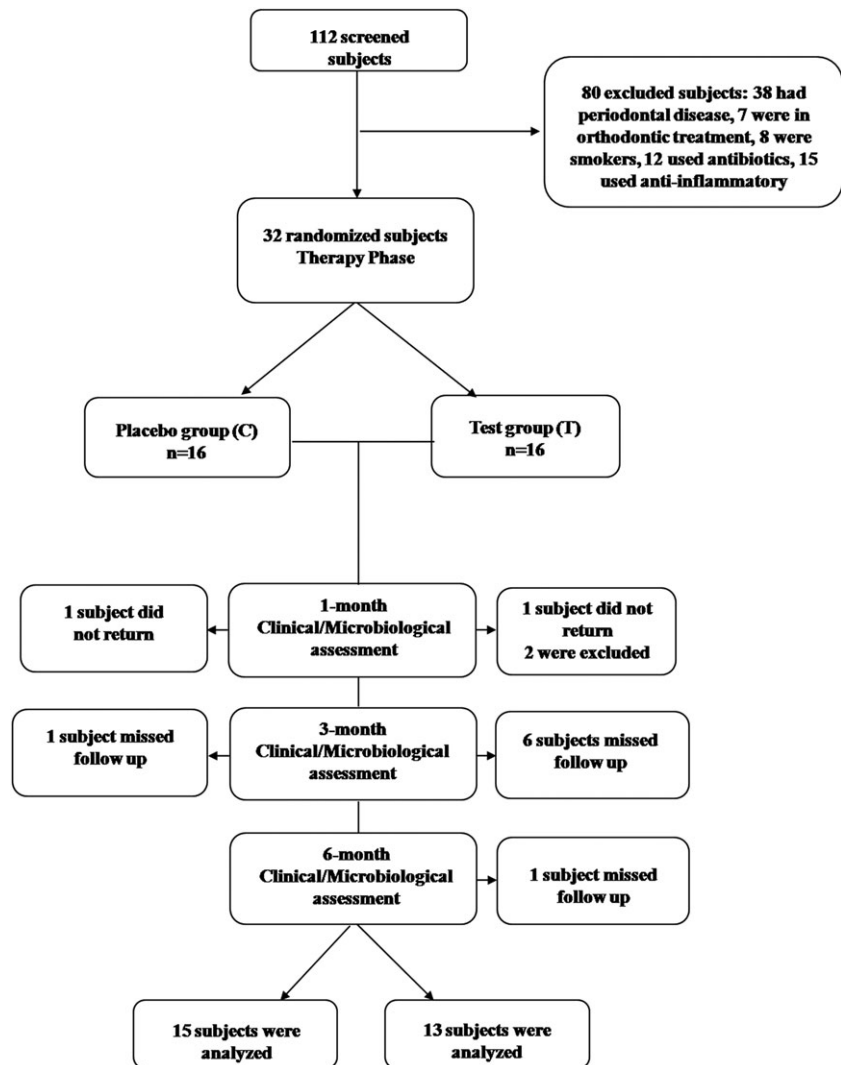 112 screened
subjects
80 excluded subjects: 38 had
periodontal disease, 7 were in
orthodontic treatment, 8 were
smokers, 12 used antibiotics, 15
used anti-inflammatory
32 randomized subjects
Therapy Phase
Placebo group (C)
n=16
Test group (T)
n=16
1 subject did
not return
1-month
Clinical/Microbiological
assessment
1 subject did not
return
2 were excluded
1 subject missed
follow up
3-month
Clinical/Microbiological
assessment
6 subjects missed
follow up
6-month
Clinical/Microbiological
assessment
1 subject missed
follow up
15 subjects were
analyzed
13 subjects were
analyzed